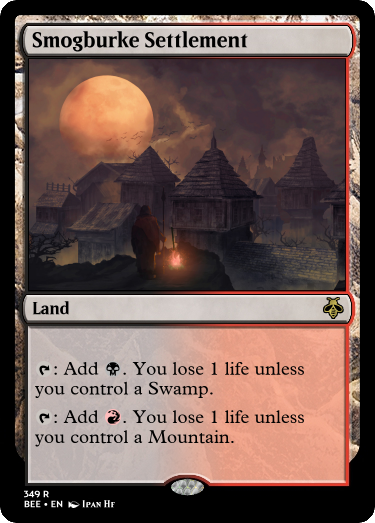 Smogburke Settlement
Land
: Add . You lose 1 life unless
you control a Swamp.
: Add . You lose 1 life unless
you control a Mountain.
349 R
BEE • EN Ipan Hf